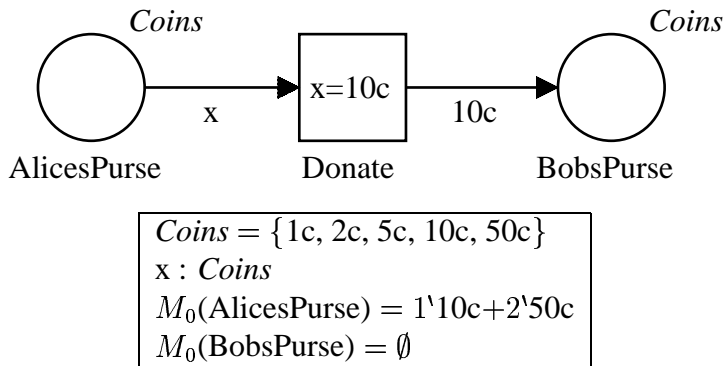 Coins
Coins
x=10c
x
10c
AlicesPurse
Donate
BobsPurse
Coins = {1c, 2c, 5c, 10c, 50c}
x : Coins
M₀(AlicesPurse) = 1‵10c+2‵50c
M₀(BobsPurse) = ∅